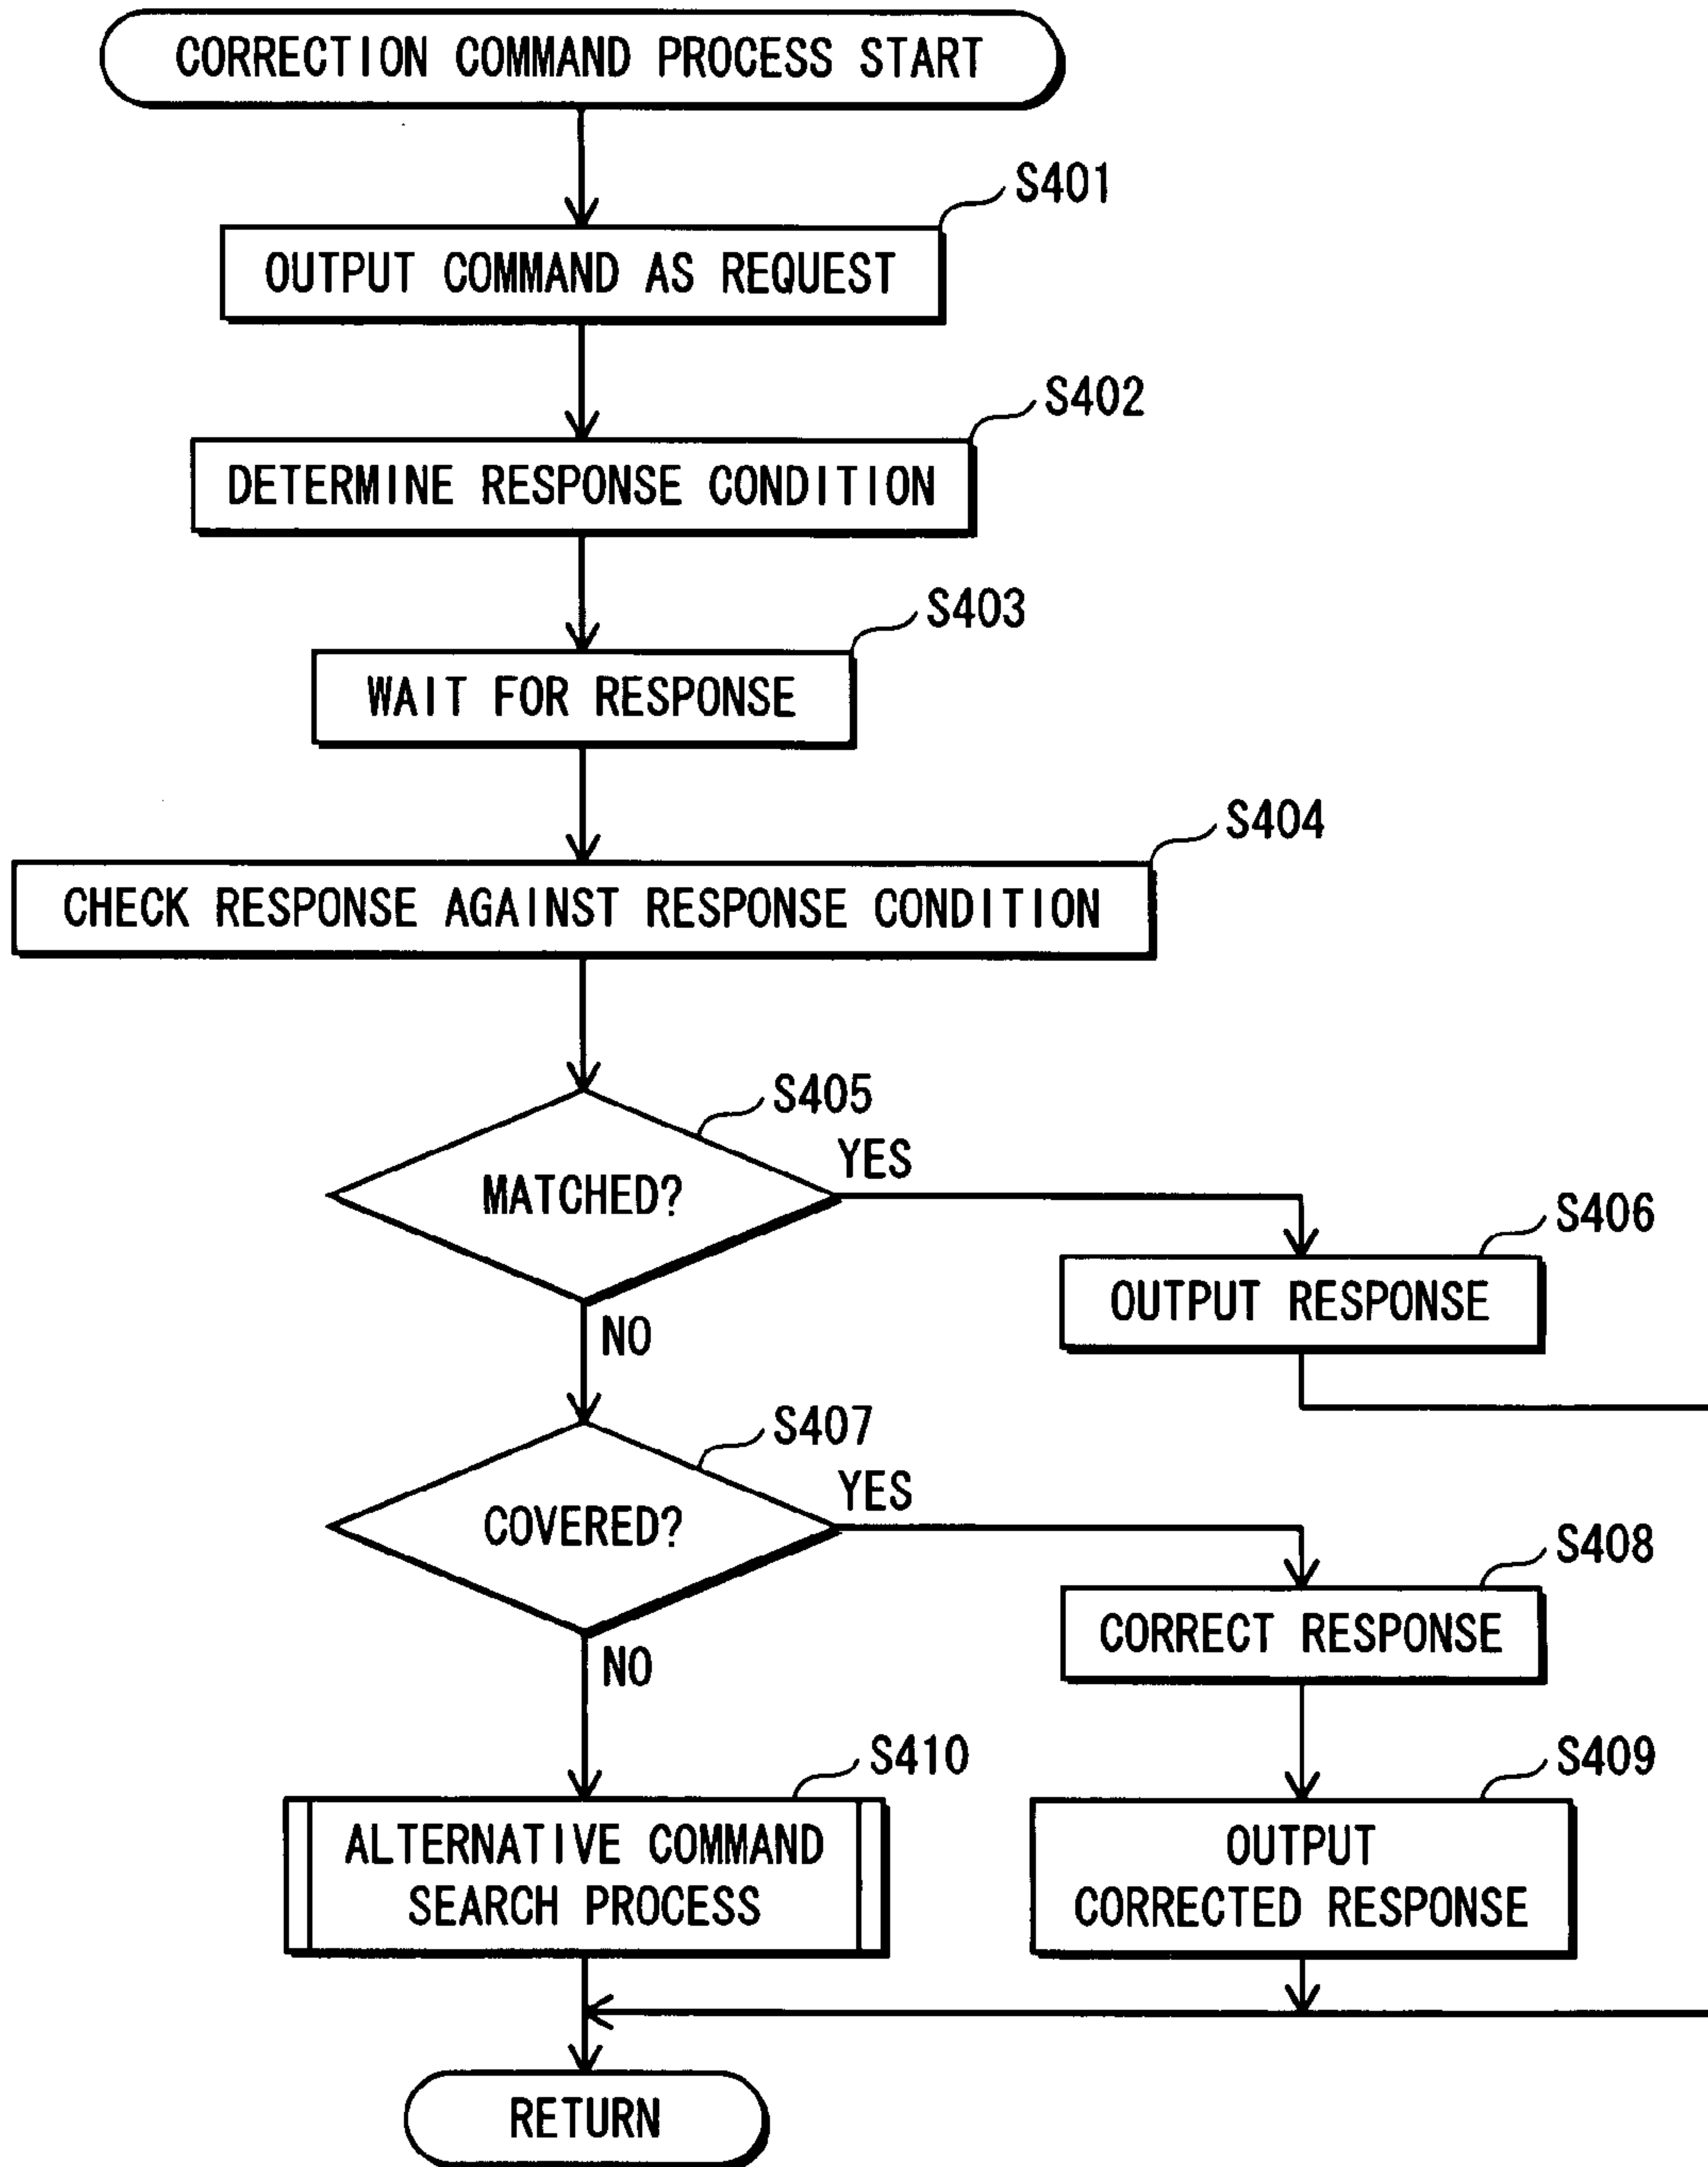 CORRECTION COMMAND PROCESS START
S401
OUTPUT COMMAND AS REQUEST
S402
DETERMINE RESPONSE CONDITION
S403
WAIT FOR RESPONSE
S404
CHECK RESPONSE AGAINST RESPONSE CONDITION
S405
MATCHED?
YES
S406
OUTPUT RESPONSE
NO
S407
COVERED?
YES
S408
CORRECT RESPONSE
NO
S410
ALTERNATIVE COMMAND
SEARCH PROCESS
S409
OUTPUT
CORRECTED RESPONSE
RETURN